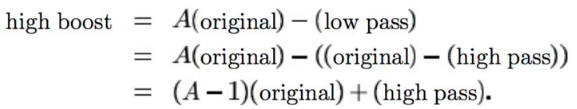 high boost = A(original) − (low pass)
= A(original) − ((original) − (high pass))
= (A − 1)(original) + (high pass).